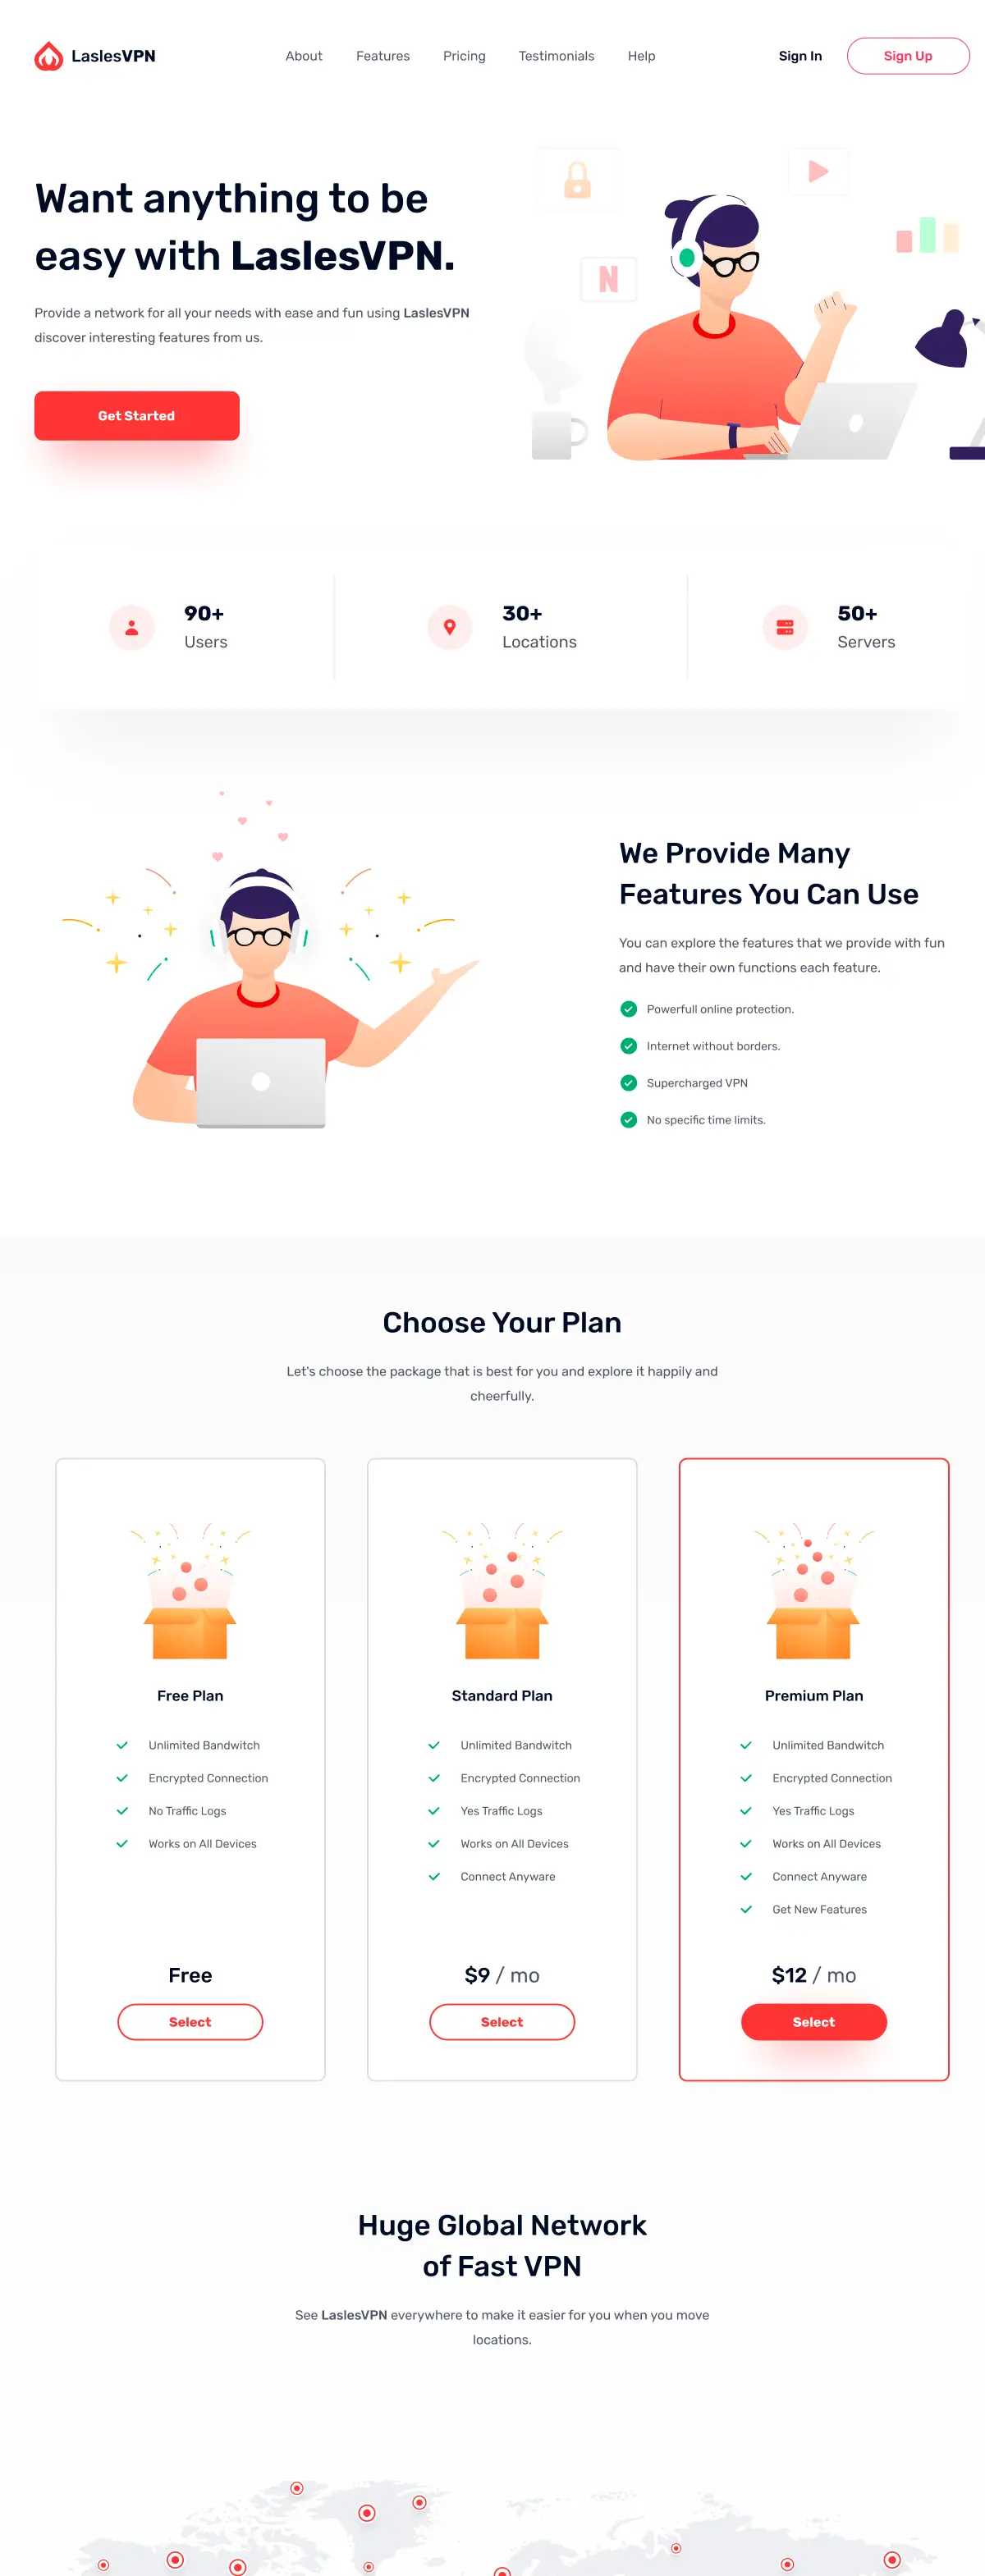 LaslesVPN
About
Features
Pricing
Testimonials
Help
Sign In
Sign Up
Want anything to be
easy with LaslesVPN.
Provide a network for all your needs with ease and fun using LaslesVPN
discover interesting features from us.
Get Started
N
90+
Users
30+
Locations
50+
Servers
We Provide Many
Features You Can Use
You can explore the features that we provide with fun
and have their own functions each feature.
Powerfull online protection.
Internet without borders.
Supercharged VPN
No specific time limits.
Choose Your Plan
Let's choose the package that is best for you and explore it happily and
cheerfully.
Free Plan
Unlimited Bandwitch
Encrypted Connection
No Traffic Logs
Works on All Devices
Free
Select
Standard Plan
Unlimited Bandwitch
Encrypted Connection
Yes Traffic Logs
Works on All Devices
Connect Anyware
$9 / mo
Select
Premium Plan
Unlimited Bandwitch
Encrypted Connection
Yes Traffic Logs
Works on All Devices
Connect Anyware
Get New Features
$12 / mo
Select
Huge Global Network
of Fast VPN
See LaslesVPN everywhere to make it easier for you when you move
locations.